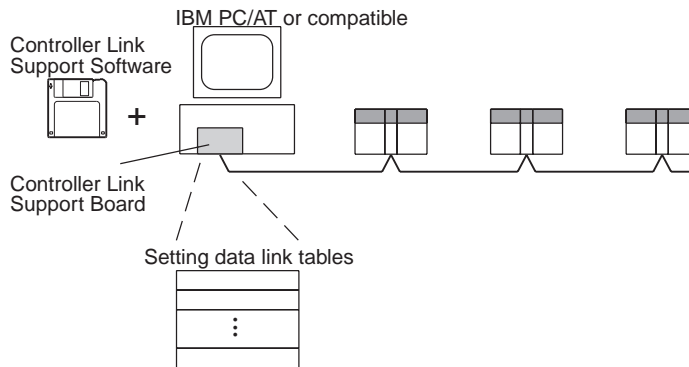 IBM PC/AT or compatible
Controller Link
Support Software
+
Controller Link
Support Board
Setting data link tables